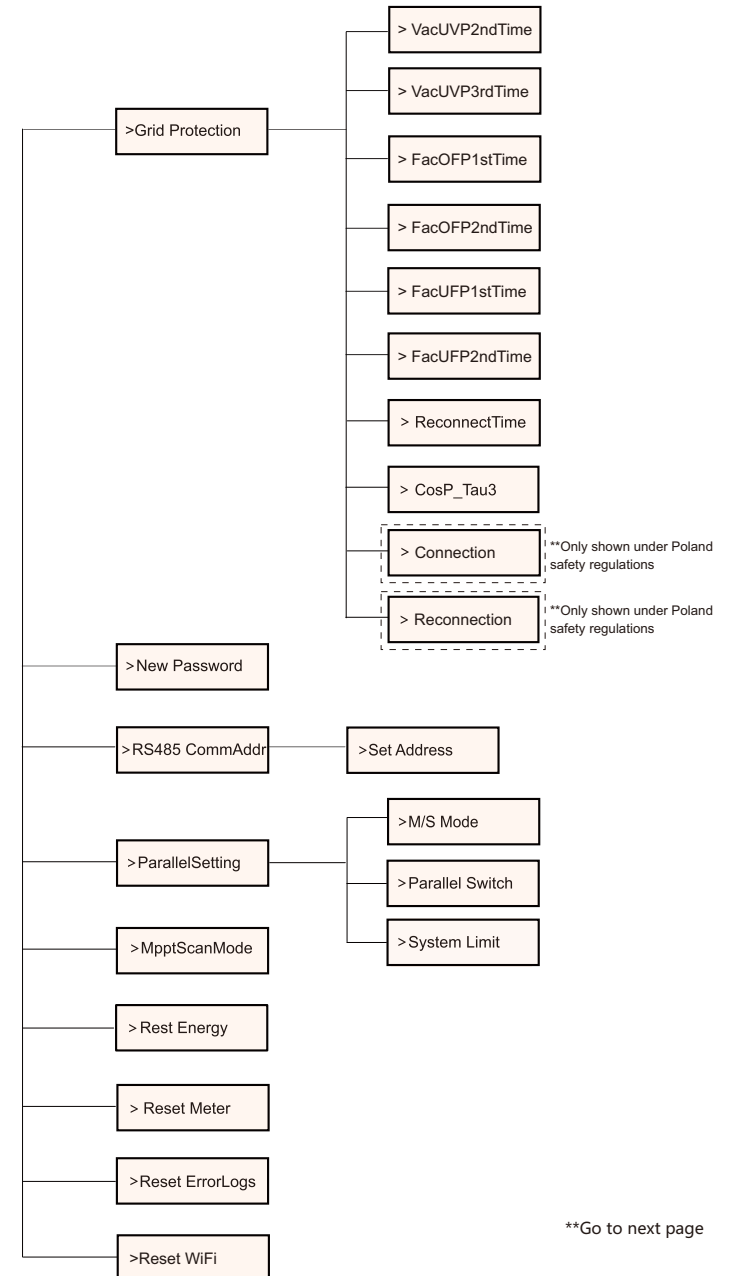 > VacUVP2ndTime
> VacUVP3rdTime
>Grid Protection
> FacOFP1stTime
> FacOFP2ndTime
> FacUFP1stTime
> FacUFP2ndTime
> ReconnectTime
> CosP_Tau3
> Connection
**Only shown under Poland
safety regulations
> Reconnection
**Only shown under Poland
safety regulations
>New Password
>RS485 CommAddr
>Set Address
>ParallelSetting
>M/S Mode
>Parallel Switch
>System Limit
>MpptScanMode
>Rest Energy
> Reset Meter
>Reset ErrorLogs
>Reset WiFi
**Go to next page